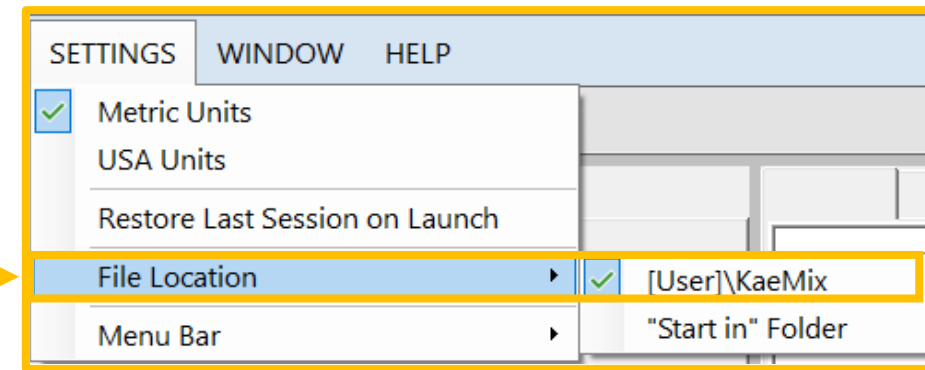 SETTINGS WINDOW HELP
Metric Units
USA Units
Restore Last Session on Launch
File Location
[User]\KaeMix
"Start in" Folder
Menu Bar